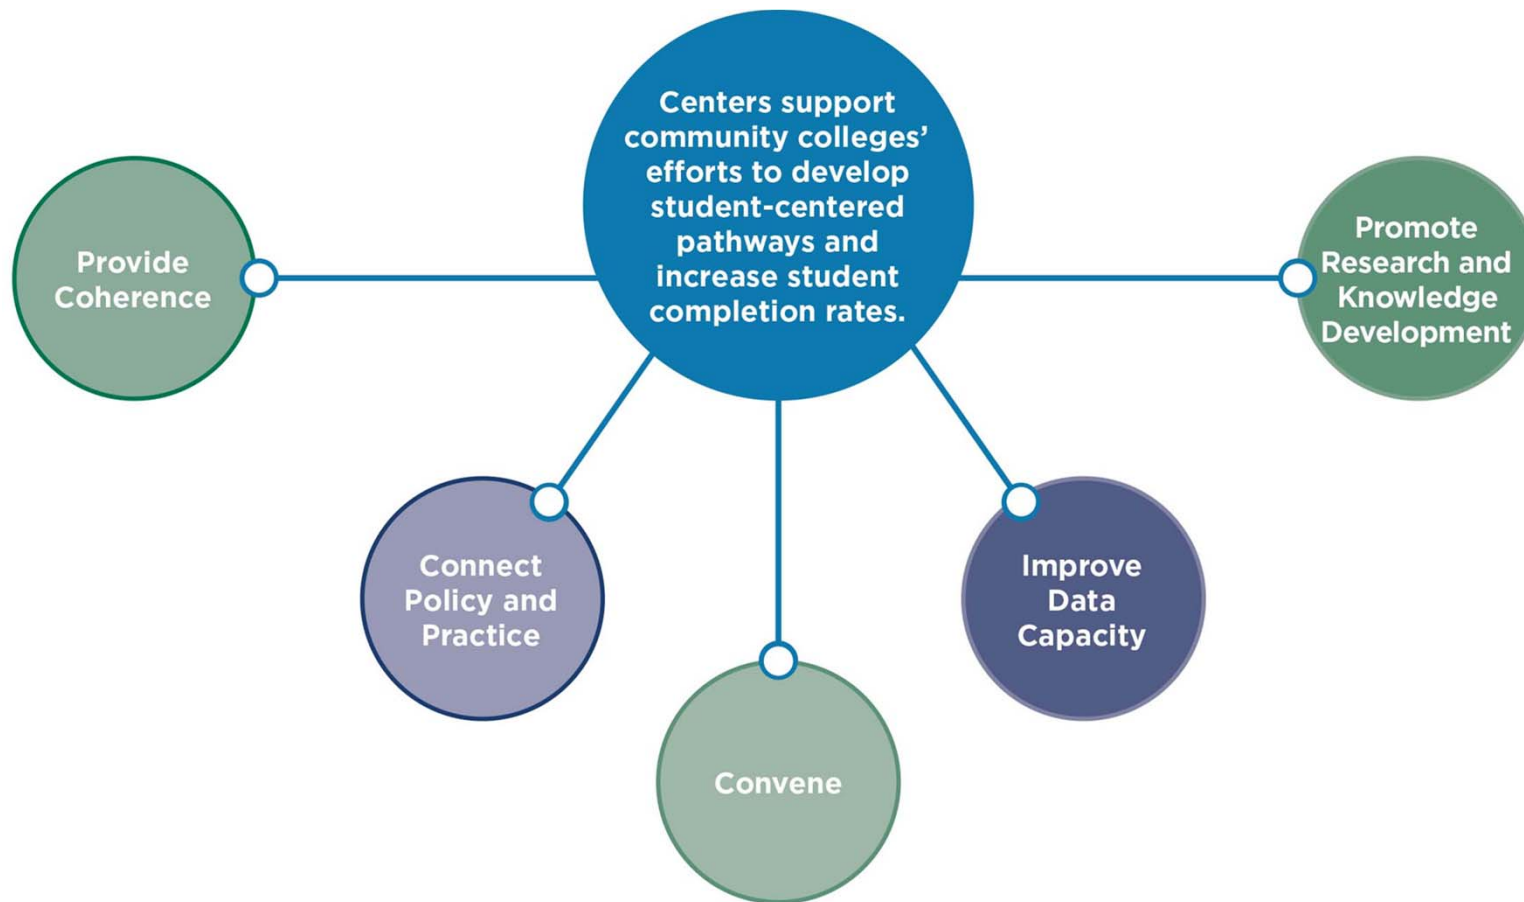 Centers support
community colleges’
efforts to develop
student-centered
pathways and
increase student
completion rates.
Provide
Coherence
Connect
Policy and
Practice
Convene
Improve
Data
Capacity
Promote
Research and
Knowledge
Development